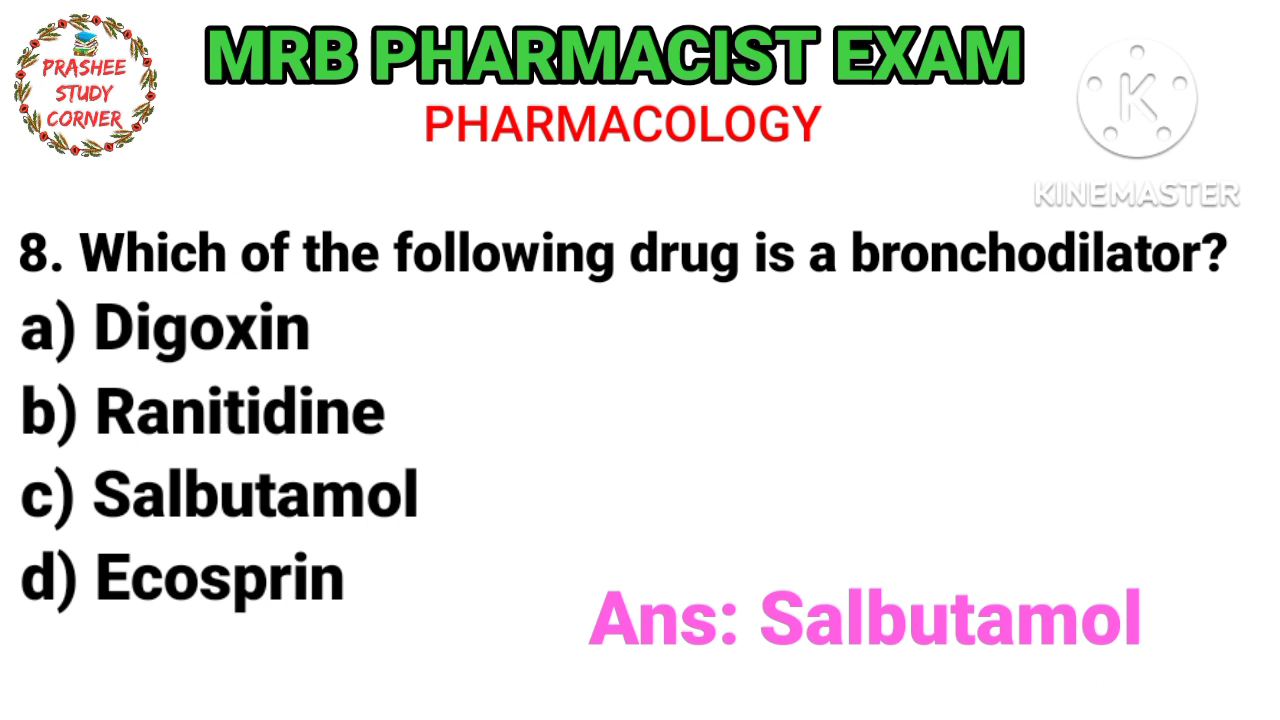 PRASHEE
STUDY
CORNER
MRB PHARMACIST EXAM
PHARMACOLOGY
K
KINEMASTER
8. Which of the following drug is a bronchodilator?
a) Digoxin
b) Ranitidine
c) Salbutamol
d) Ecosprin
Ans: Salbutamol